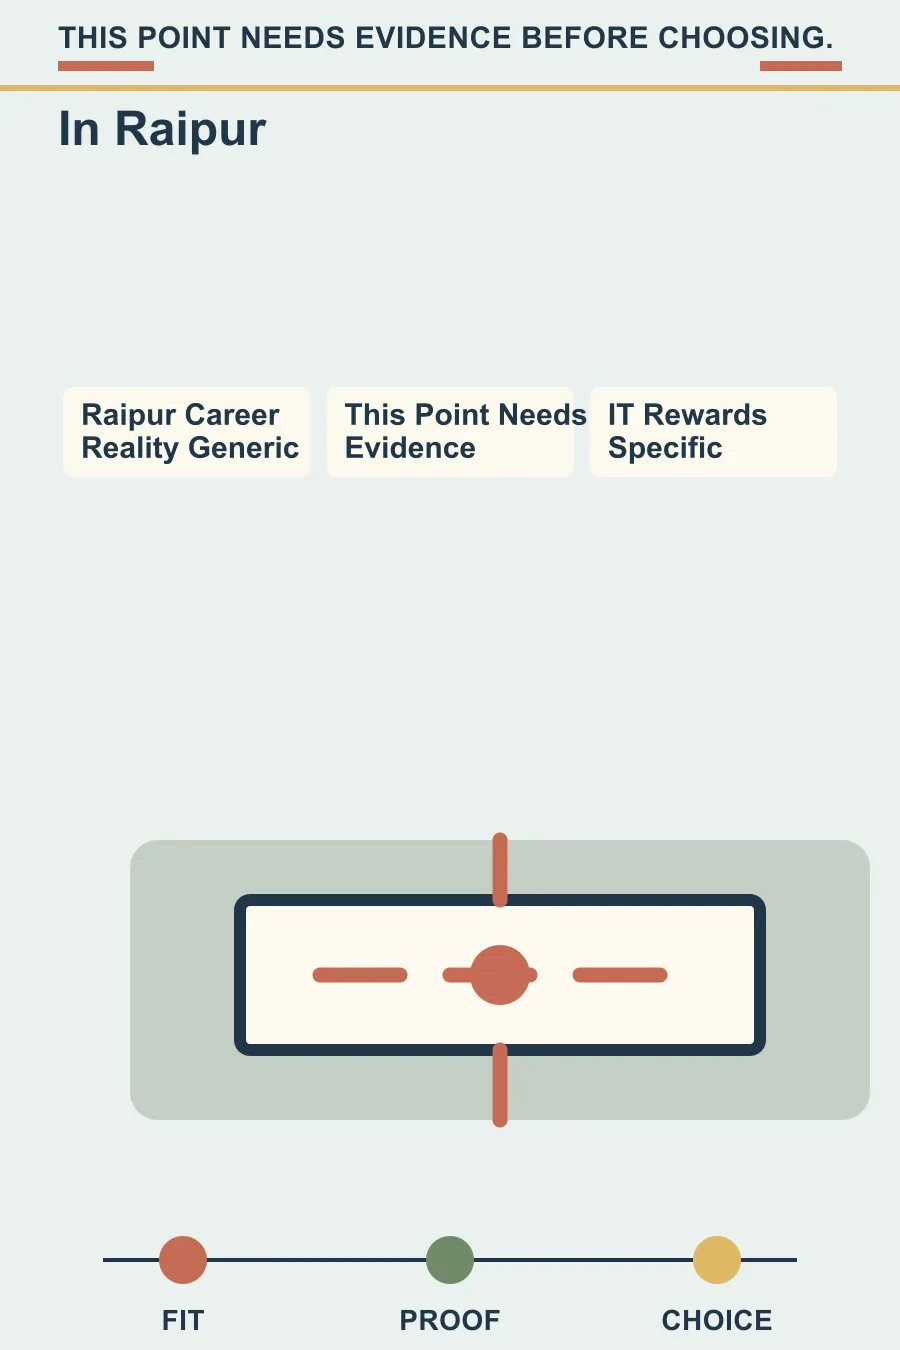 THIS POINT NEEDS EVIDENCE BEFORE CHOOSING.
In Raipur
Raipur Career
Reality Generic
This Point Needs
Evidence
IT Rewards
Specific
FIT
PROOF
CHOICE